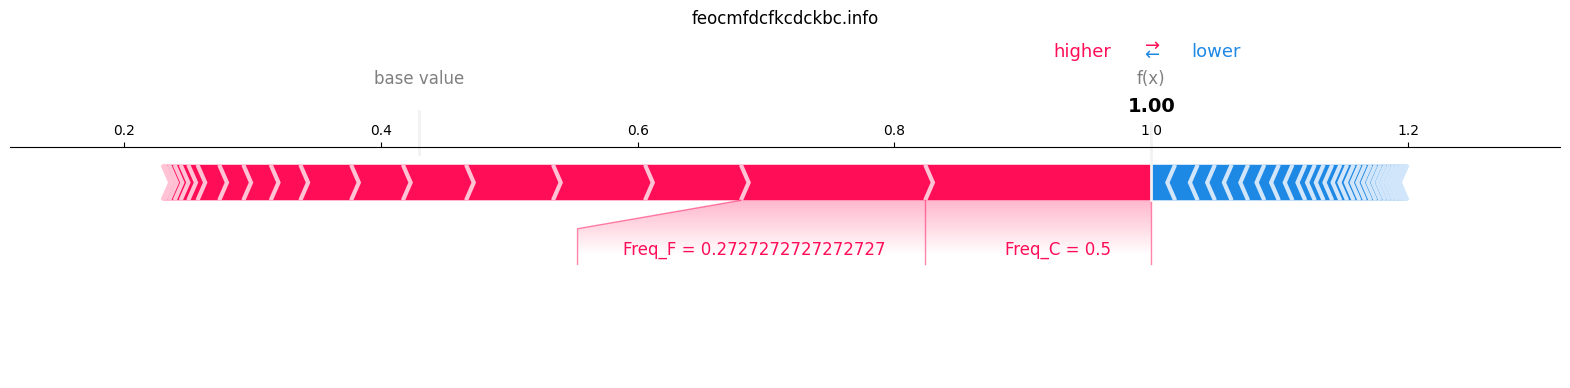 feocmfdcfkcdckbc.info
higher → ← lower
base value f(x)
1.00
0.2 0.4 0.6 0.8 1 0 1.2
Freq_F = 0.2727272727272727 Freq_C = 0.5